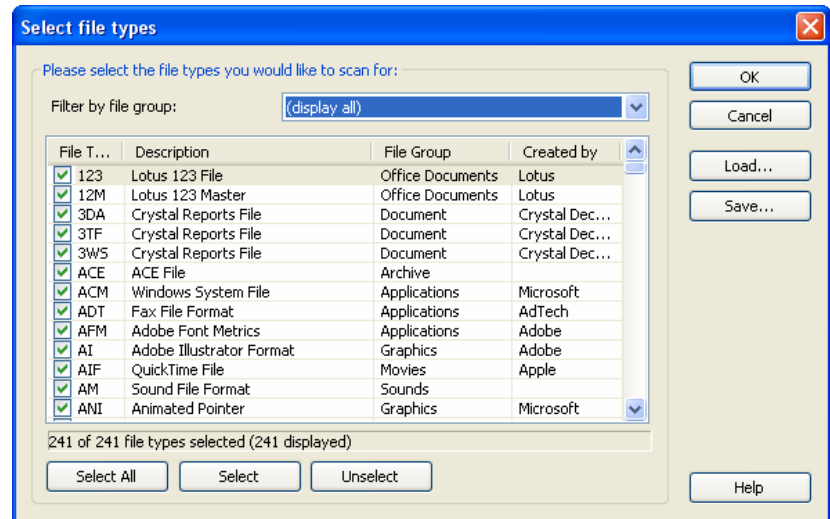 Select file types
Please select the file types you would like to scan for:
OK
Filter by file group: (display all)
Cancel
File T... Description File Group Created by
Load...
123 Lotus 123 File Office Documents Lotus
12M Lotus 123 Master Office Documents Lotus
Save...
3DA Crystal Reports File Document Crystal Dec...
3TF Crystal Reports File Document Crystal Dec...
3WS Crystal Reports File Document Crystal Dec...
ACE ACE File Archive
ACM Windows System File Applications Microsoft
ADT Fax File Format Applications AdTech
AFM Adobe Font Metrics Applications Adobe
AI Adobe Illustrator Format Graphics Adobe
AIF QuickTime File Movies Apple
AM Sound File Format Sounds
ANI Animated Pointer Graphics Microsoft
241 of 241 file types selected (241 displayed)
Select All Select Unselect
Help